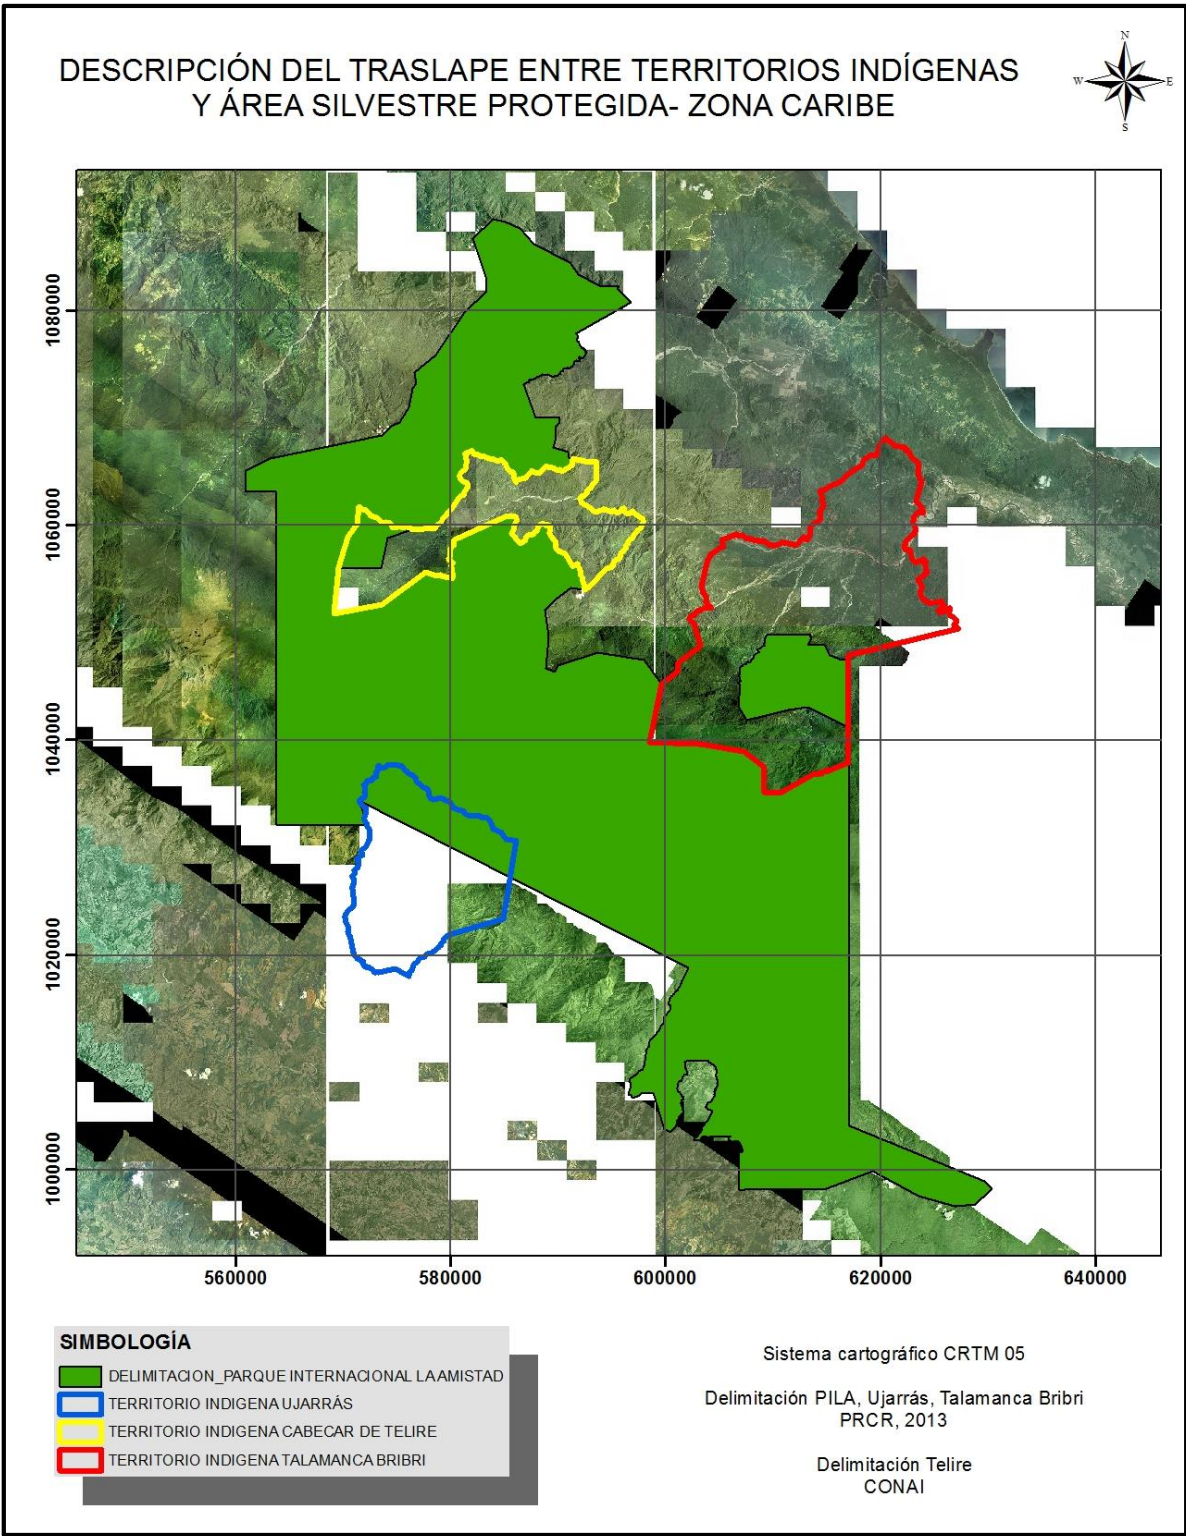 DESCRIPCIÓN DEL TRASLAPE ENTRE TERRITORIOS INDÍGENAS
Y ÁREA SILVESTRE PROTEGIDA- ZONA CARIBE
N
W E
S
1080000
1060000
1040000
1020000
1000000
560000 580000 600000 620000 640000
SIMBOLOGÍA
DELIMITACION_PARQUE INTERNACIONAL LA AMISTAD
TERRITORIO INDIGENA UJARRÁS
TERRITORIO INDIGENA CABECAR DE TELIRE
TERRITORIO INDIGENA TALAMANCA BRIBRI
Sistema cartográfico CRTM 05
Delimitación PILA, Ujarrás, Talamanca Bribri
PRCR, 2013
Delimitación Telire
CONAI